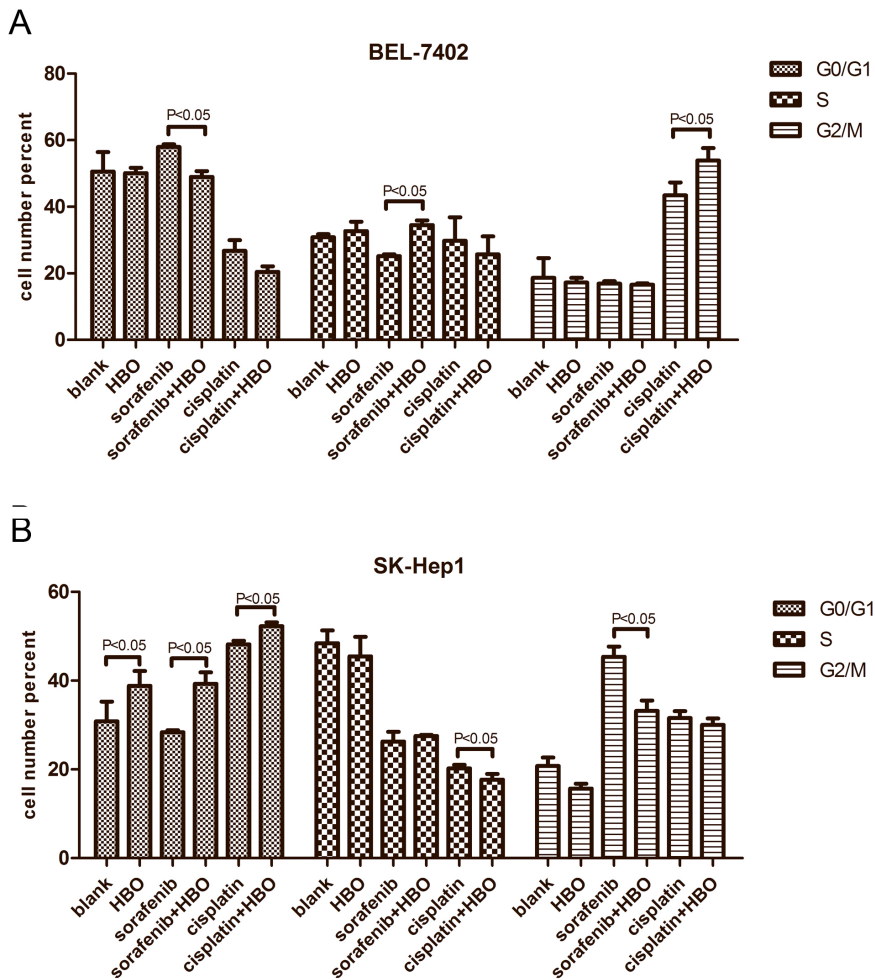 A
BEL-7402
G0/G1
S
G2/M
cell number percent
80
60
40
20
0
P<0.05
P<0.05
P<0.05
blank
HBO
sorafenib
sorafenib+HBO
cisplatin
cisplatin+HBO
blank
HBO
sorafenib
sorafenib+HBO
cisplatin
cisplatin+HBO
blank
HBO
sorafenib
sorafenib+HBO
cisplatin
cisplatin+HBO
B
SK-Hep1
G0/G1
S
G2/M
cell number percent
60
40
20
0
P<0.05
P<0.05
P<0.05
P<0.05
P<0.05
blank
HBO
sorafenib
sorafenib+HBO
cisplatin
cisplatin+HBO
blank
HBO
sorafenib
sorafenib+HBO
cisplatin
cisplatin+HBO
blank
HBO
sorafenib
sorafenib+HBO
cisplatin
cisplatin+HBO